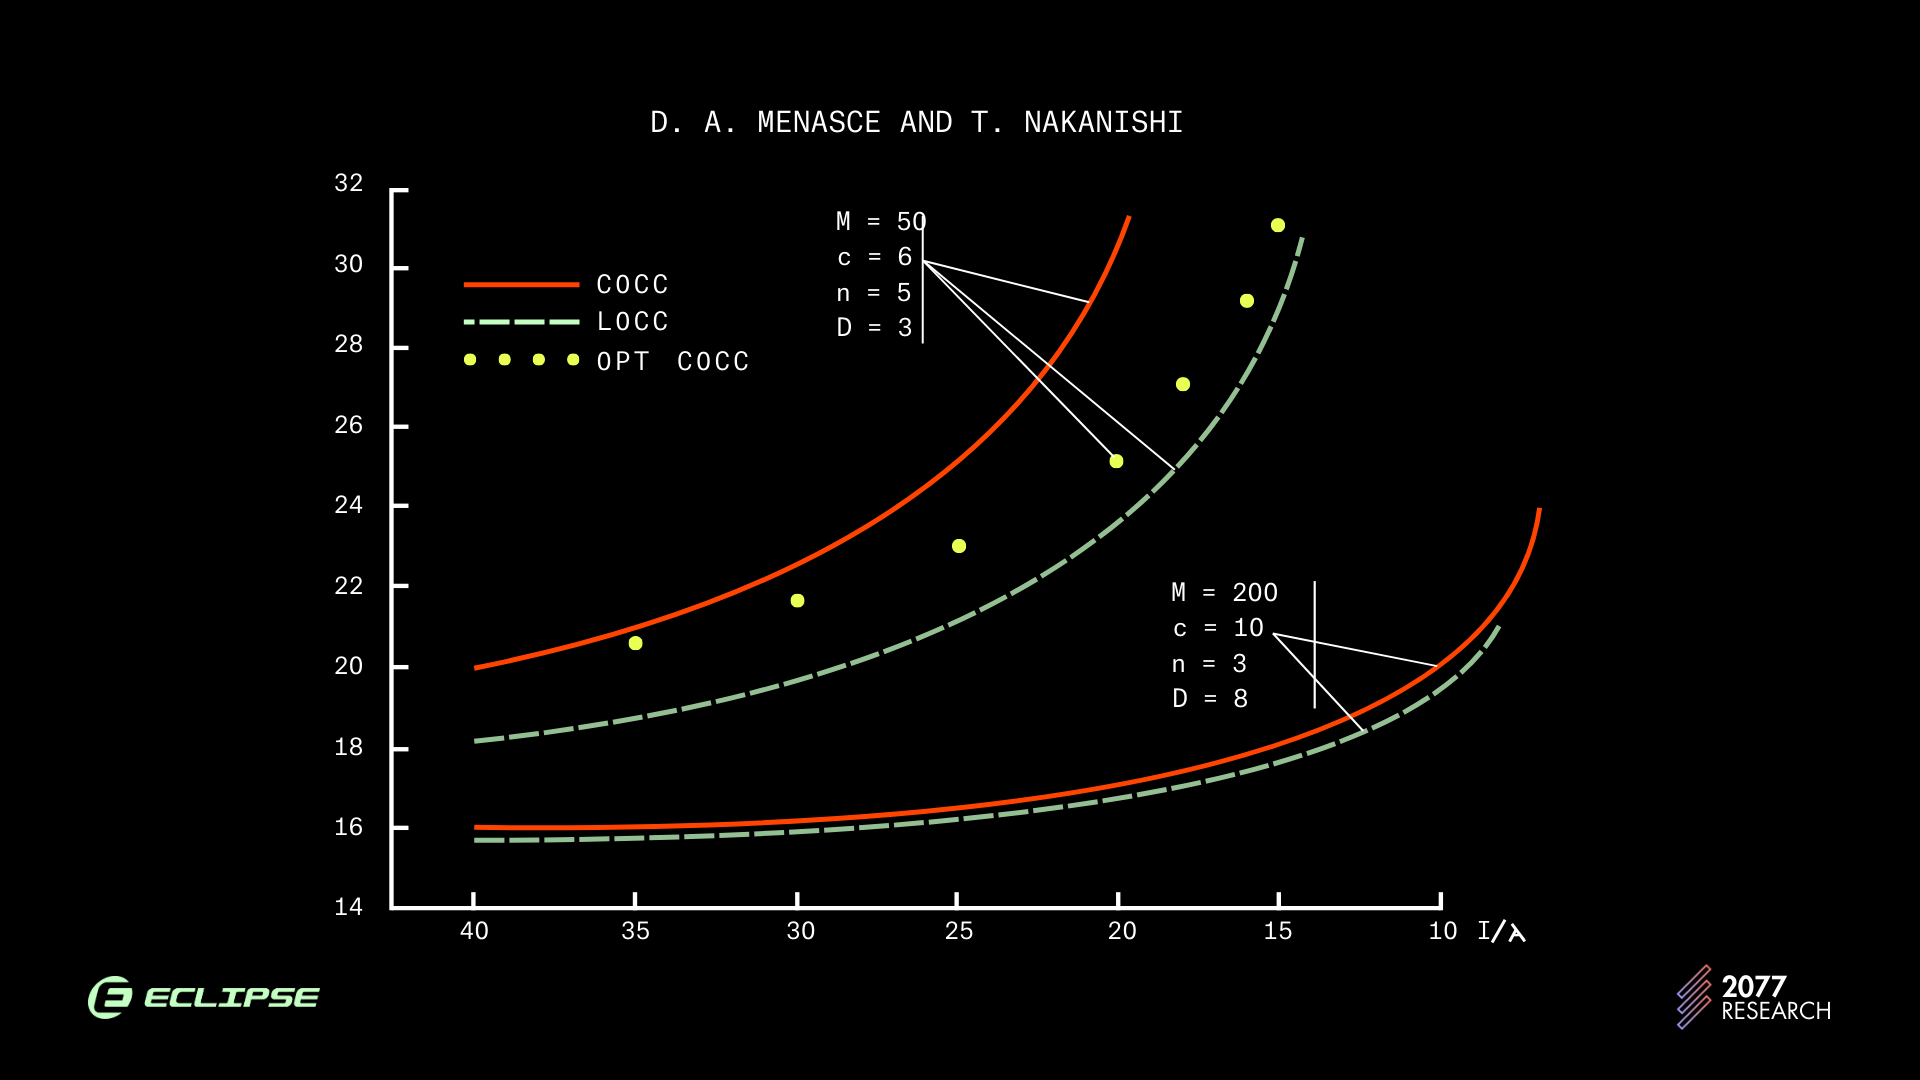 D. A. MENASCE AND T. NAKANISHI
32
30
28
26
24
22
20
18
16
14
COCC
LOCC
OPT COCC
M = 50
c = 6
n = 5
D = 3
M = 200
c = 10
n = 3
D = 8
40 35 30 25 20 15 10 I/λ
ECLIPSE
2077
RESEARCH